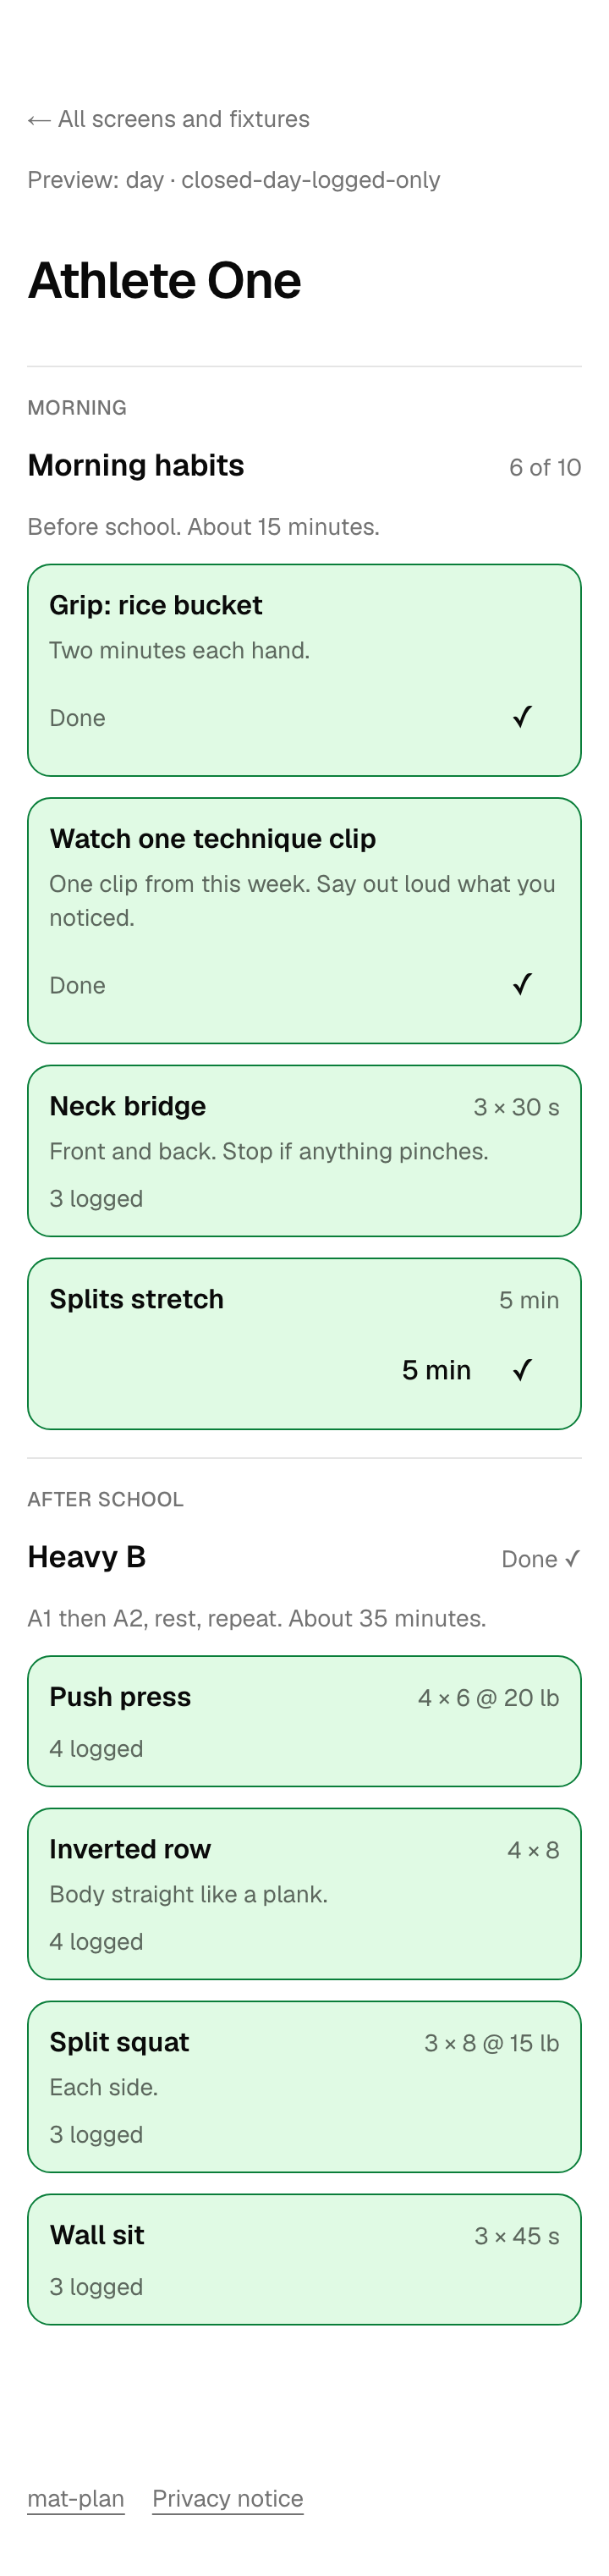 ← All screens and fixtures
Preview: day · closed-day-logged-only
Athlete One
MORNING
Morning habits 6 of 10
Before school. About 15 minutes.
Grip: rice bucket
Two minutes each hand.
Done ✓
Watch one technique clip
One clip from this week. Say out loud what you
noticed.
Done ✓
Neck bridge 3 × 30 s
Front and back. Stop if anything pinches.
3 logged
Splits stretch 5 min
5 min ✓
AFTER SCHOOL
Heavy B Done ✓
A1 then A2, rest, repeat. About 35 minutes.
Push press 4 × 6 @ 20 lb
4 logged
Inverted row 4 × 8
Body straight like a plank.
4 logged
Split squat 3 × 8 @ 15 lb
Each side.
3 logged
Wall sit 3 × 45 s
3 logged
mat-plan Privacy notice